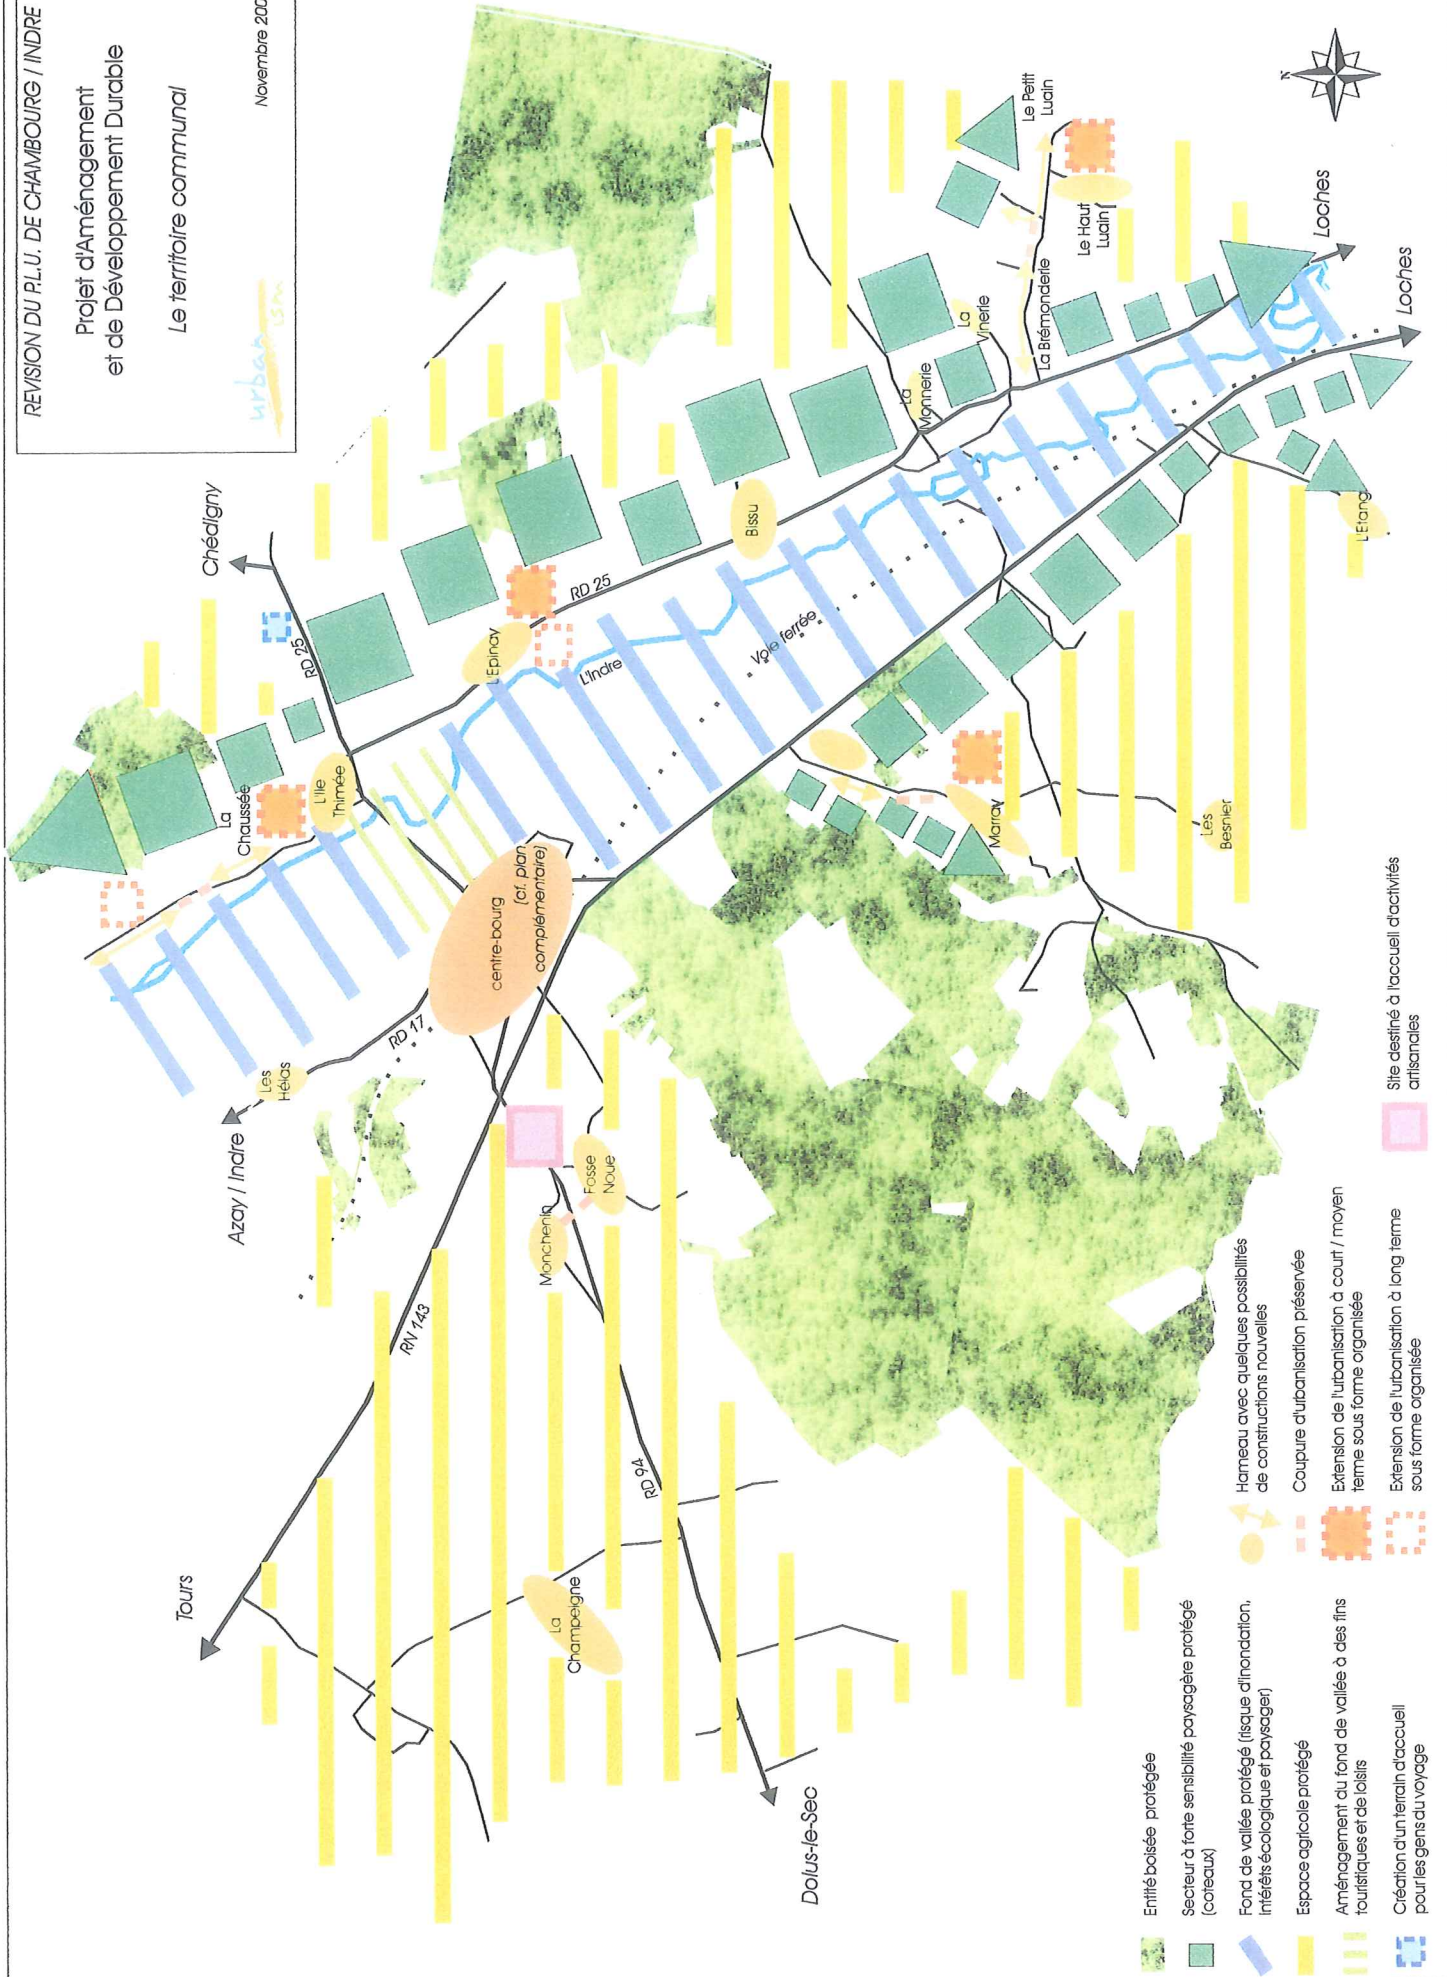 REVISION DU P.L.U. DE CHAMBOURG / INDRE
Projet d'Aménagement
et de Développement Durable
Le territoire communal
urban
ism
Novembre 200
N
Tours
Azay / Indre
Chédigny
Dolus-le-Sec
Loches
Loches
RN 143
RD 94
RD 17
RD 25
RD 25
L'Indre
Voie ferrée
Les
Hélas
La
Chaussée
L'Ile
Thimée
L'Epinay
Bissu
La
Monnerie
La
Vinerie
La Brémonderie
Le Haut
Luain
Le Petit
Luain
centre-bourg
(cf. plan
complémentaire)
Monchenin
Fosse
Noue
La
Champeigne
Marray
Les
Besnier
L'Etang
Entité boisée protégée
Secteur à forte sensibilité paysagère protégé
(coteaux)
Fond de vallée protégé (risque d'inondation,
intérêts écologique et paysager)
Espace agricole protégé
Aménagement du fond de vallée à des fins
touristiques et de loisirs
Création d'un terrain d'accueil
pour les gens du voyage
Hameau avec quelques possibilités
de constructions nouvelles
Coupure d'urbanisation préservée
Extension de l'urbanisation à court / moyen
terme sous forme organisée
Extension de l'urbanisation à long terme
sous forme organisée
Site destiné à l'accueil d'activités
artisanales